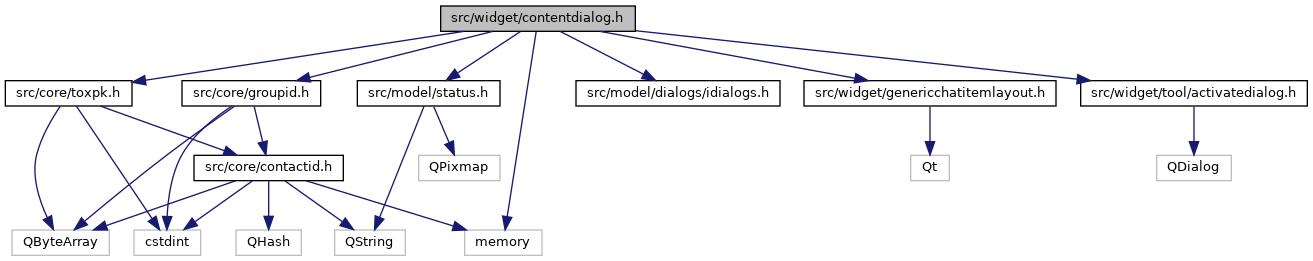 src/widget/contentdialog.h
src/core/toxpk.h
src/core/groupid.h
src/model/status.h
src/model/dialogs/idialogs.h
src/widget/genericchatitemlayout.h
src/widget/tool/activatedialog.h
src/core/contactid.h
QPixmap
Qt
QDialog
QByteArray
cstdint
QHash
QString
memory